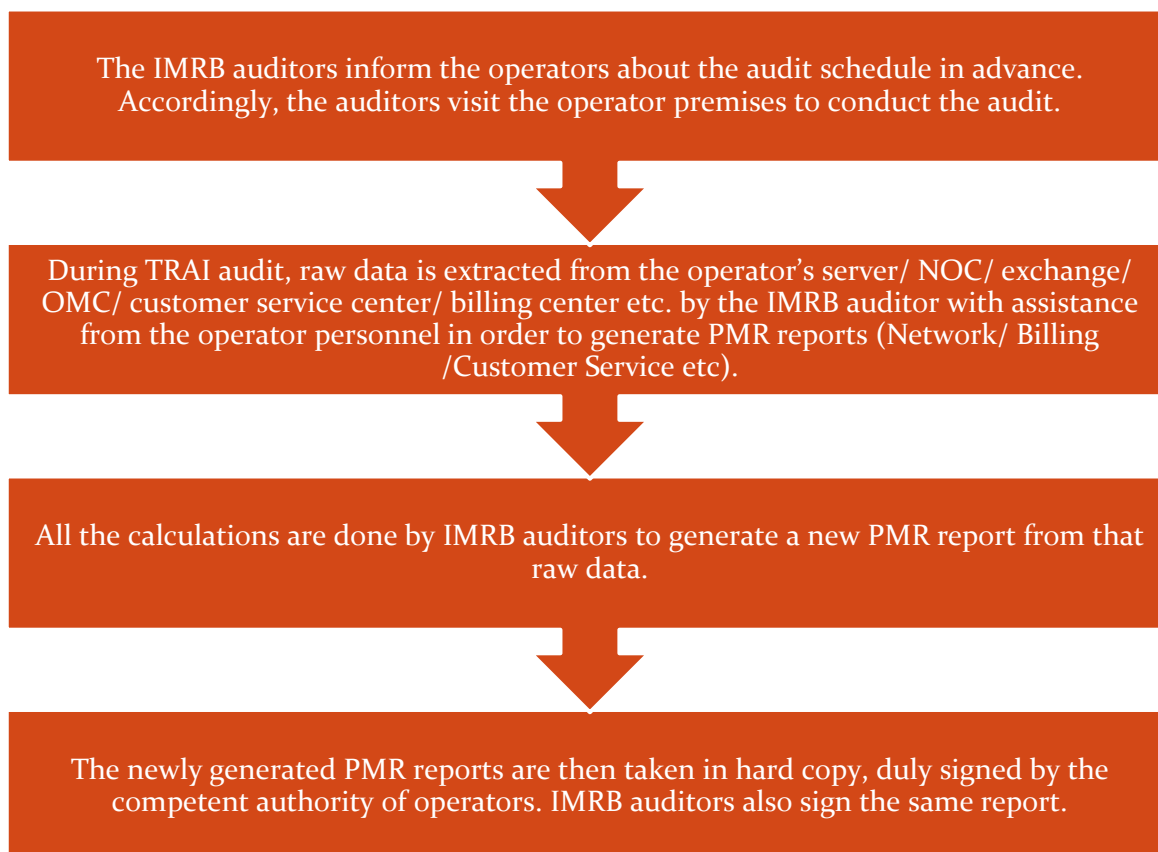 The IMRB auditors inform the operators about the audit schedule in advance.
Accordingly, the auditors visit the operator premises to conduct the audit.
During TRAI audit, raw data is extracted from the operator’s server/ NOC/ exchange/
OMC/ customer service center/ billing center etc. by the IMRB auditor with assistance
from the operator personnel in order to generate PMR reports (Network/ Billing
/Customer Service etc).
All the calculations are done by IMRB auditors to generate a new PMR report from that
raw data.
The newly generated PMR reports are then taken in hard copy, duly signed by the
competent authority of operators. IMRB auditors also sign the same report.